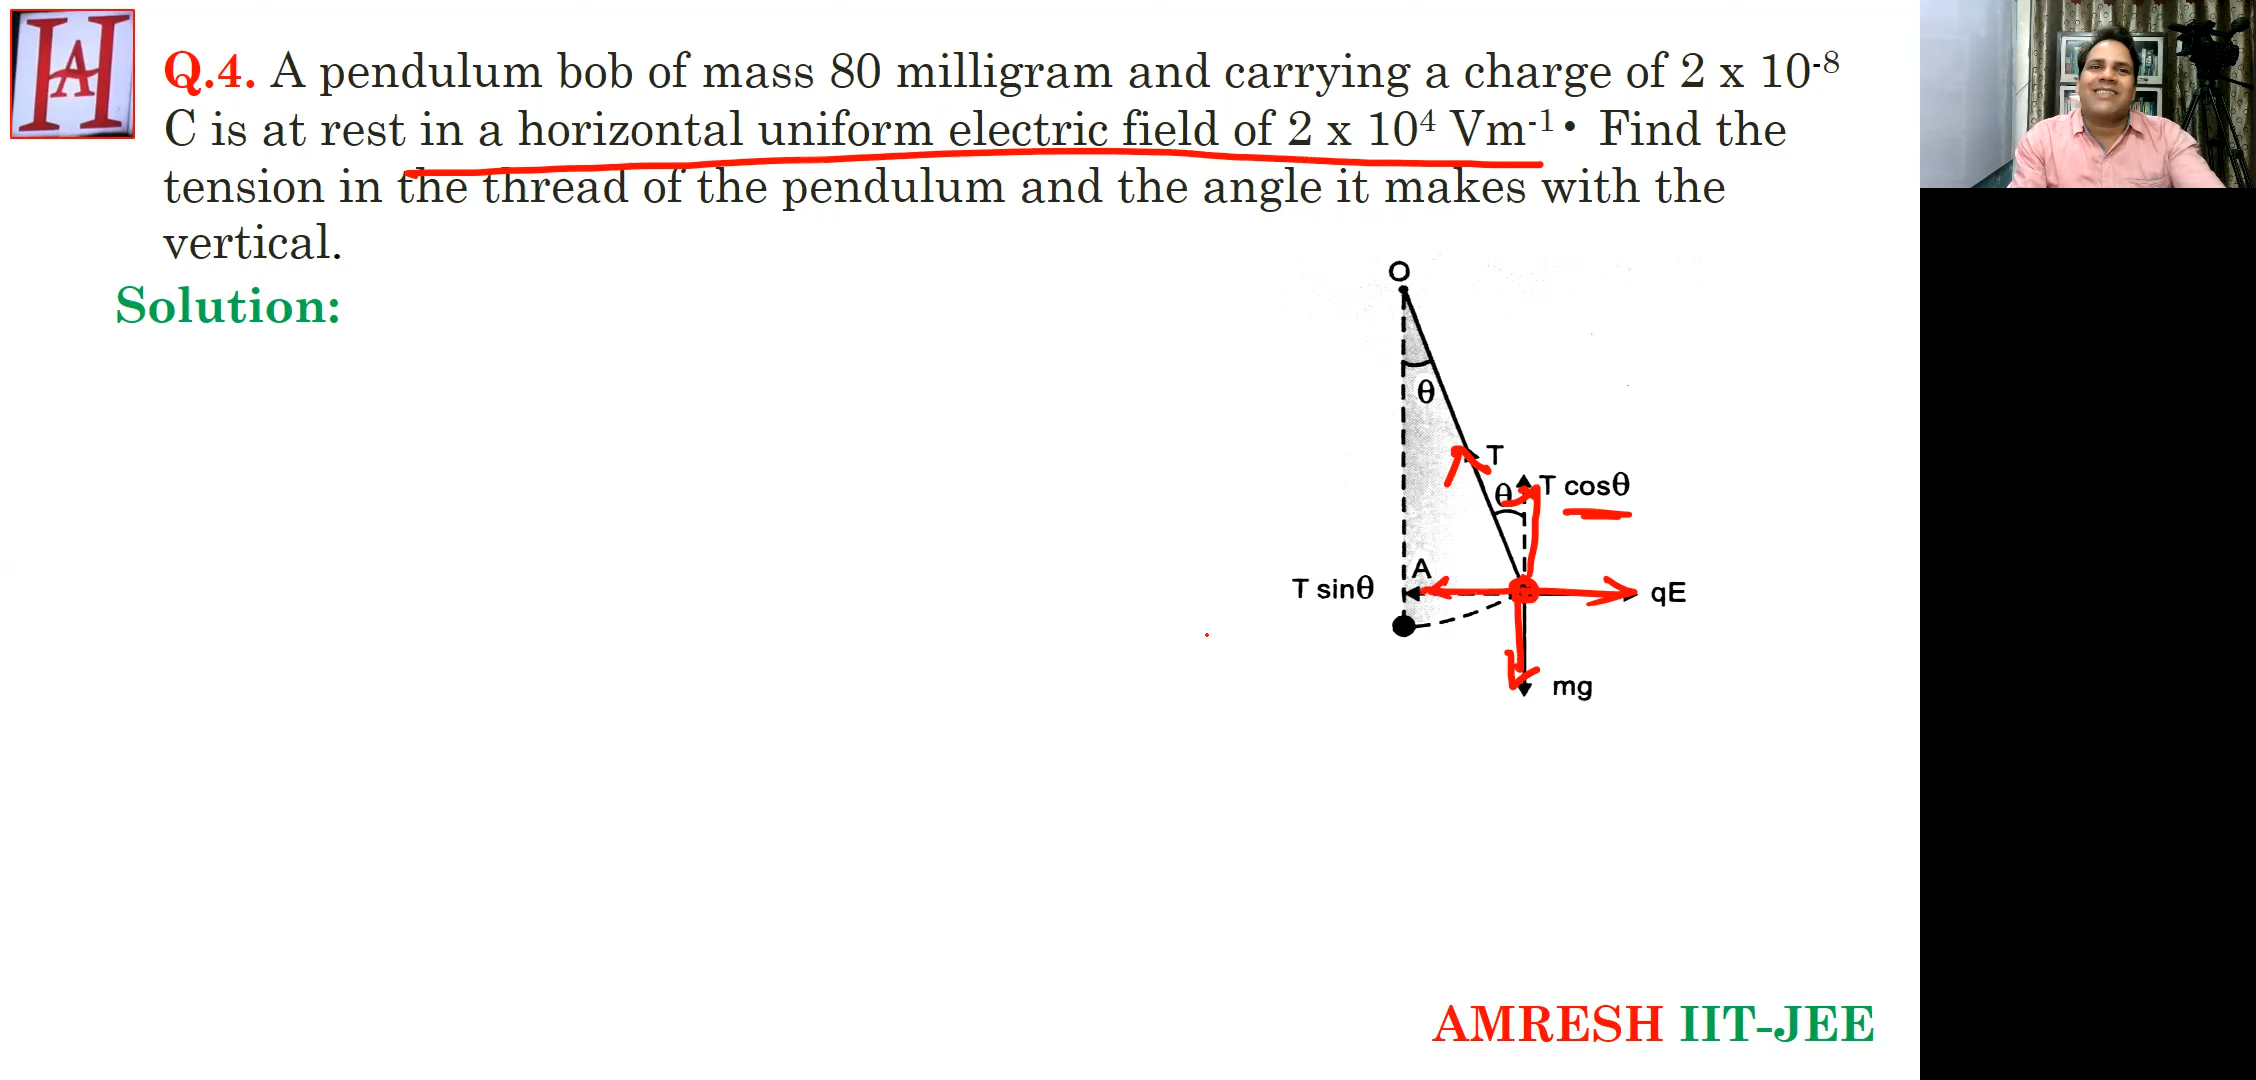 HA
Q.4. A pendulum bob of mass 80 milligram and carrying a charge of 2 x 10⁻⁸
C is at rest in a horizontal uniform electric field of 2 x 10⁴ Vm⁻¹• Find the
tension in the thread of the pendulum and the angle it makes with the
vertical.
Solution:
O
θ
T
θ
T cosθ
A
T sinθ
qE
mg
AMRESH IIT-JEE